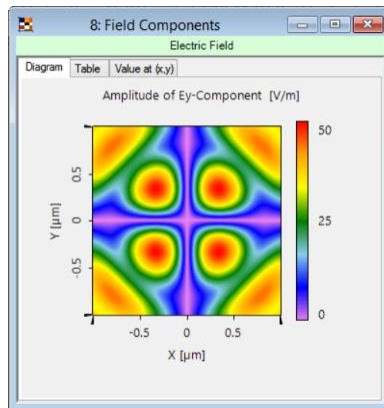 8: Field Components
Electric Field
Diagram Table Value at (x,y)
Amplitude of Ey-Component [V/m]
50
25
0
0.5
0
-0.5
Y [µm]
-0.5 0 0.5
X [µm]